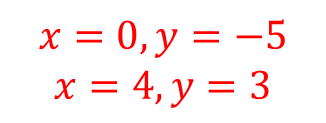 x = 0, y = −5
x = 4, y = 3